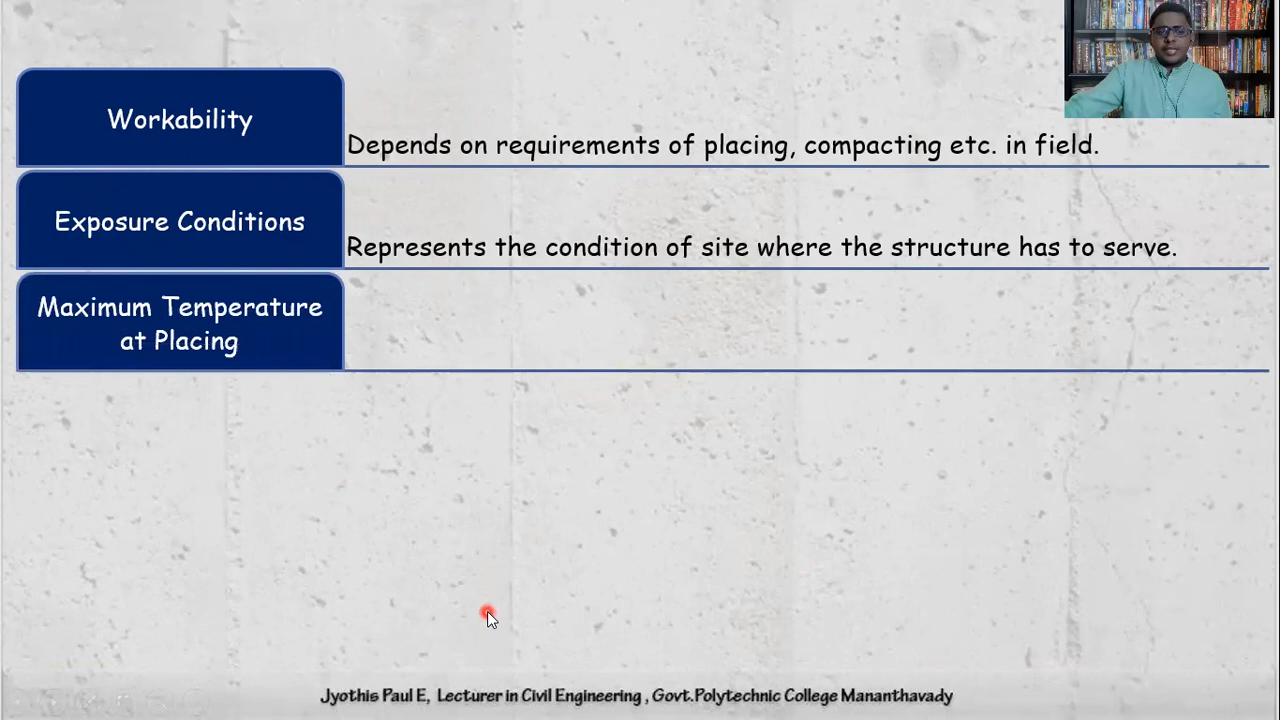 Workability
Depends on requirements of placing, compacting etc. in field.
Exposure Conditions
Represents the condition of site where the structure has to serve.
Maximum Temperature
at Placing
Jyothis Paul E, Lecturer in Civil Engineering , Govt.Polytechnic College Mananthavady